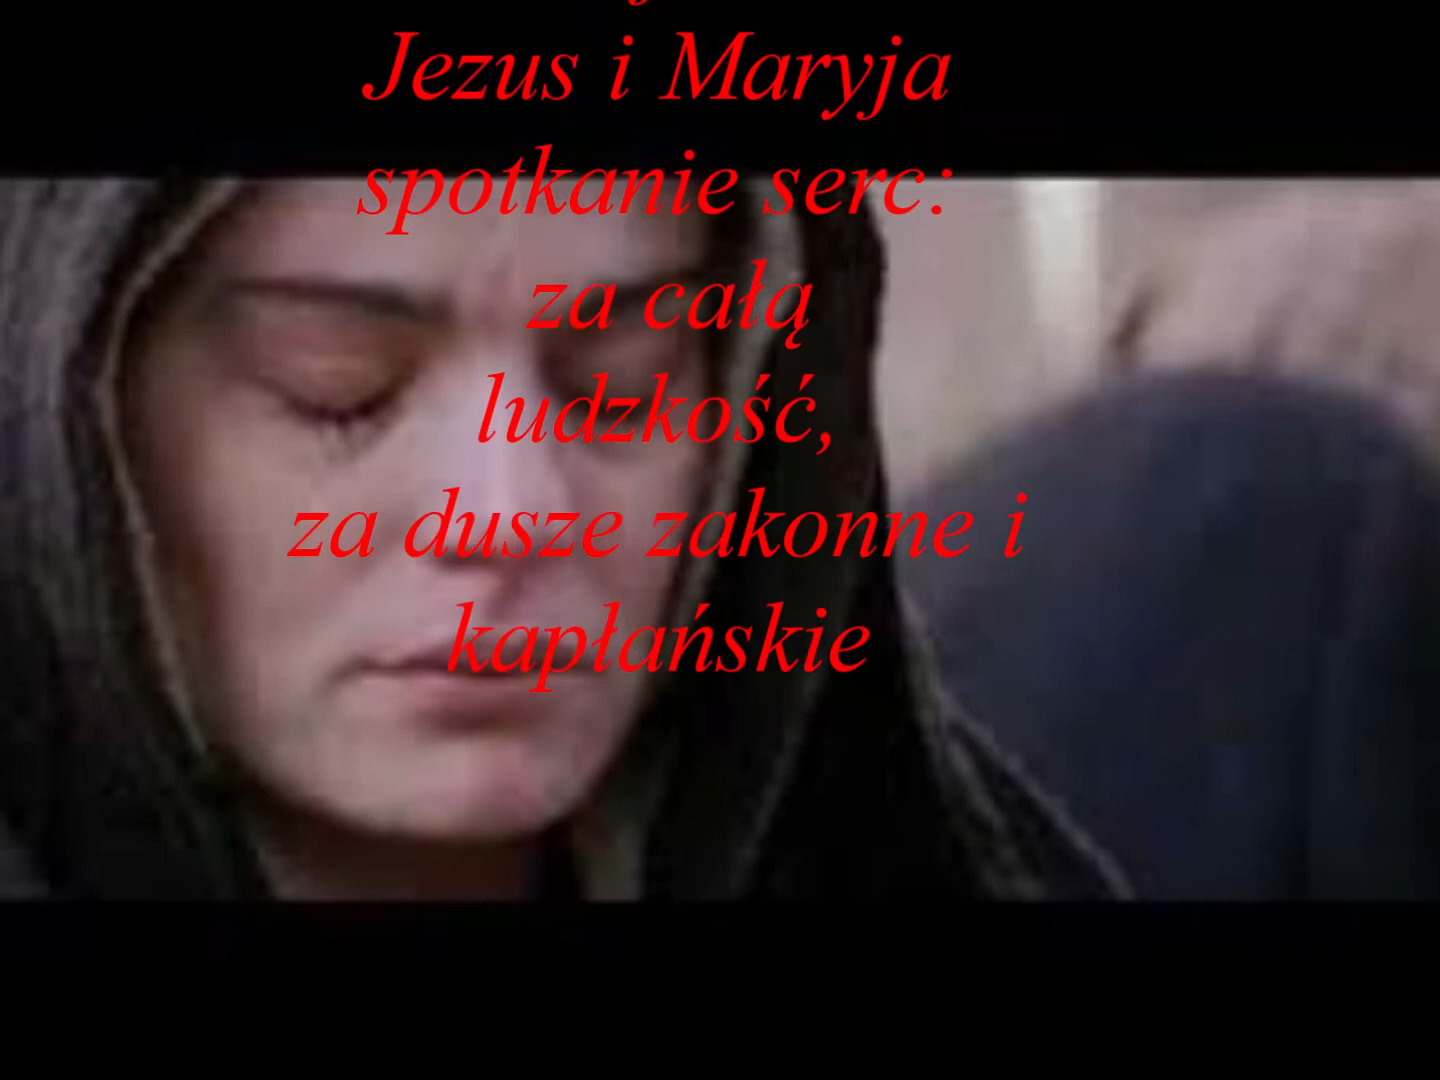 Jezus i Maryja
spotkanie serc:
za całą
ludzkość,
za dusze zakonne i
kapłańskie